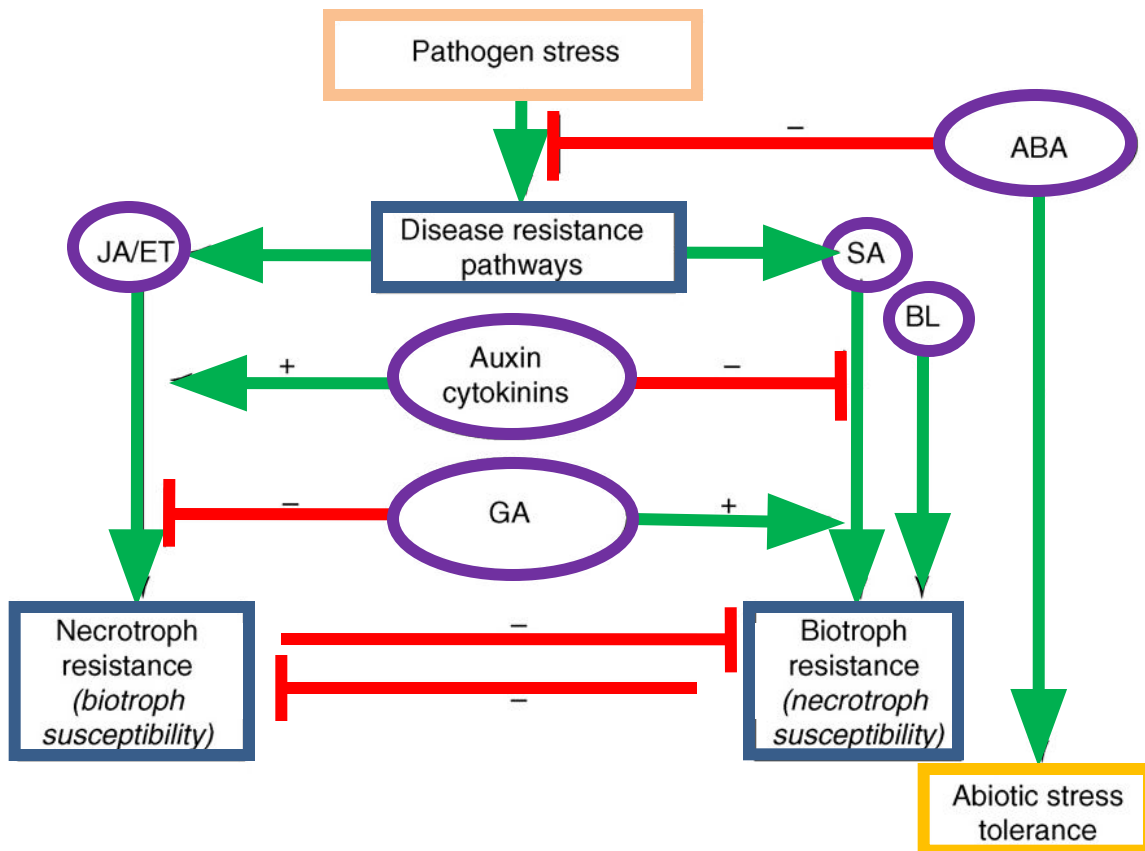 Pathogen stress
–
ABA
JA/ET
Disease resistance
pathways
SA
BL
+
Auxin
cytokinins
–
–
GA
+
Necrotroph
resistance
(biotroph
susceptibility)
–
–
Biotroph
resistance
(necrotroph
susceptibility)
Abiotic stress
tolerance